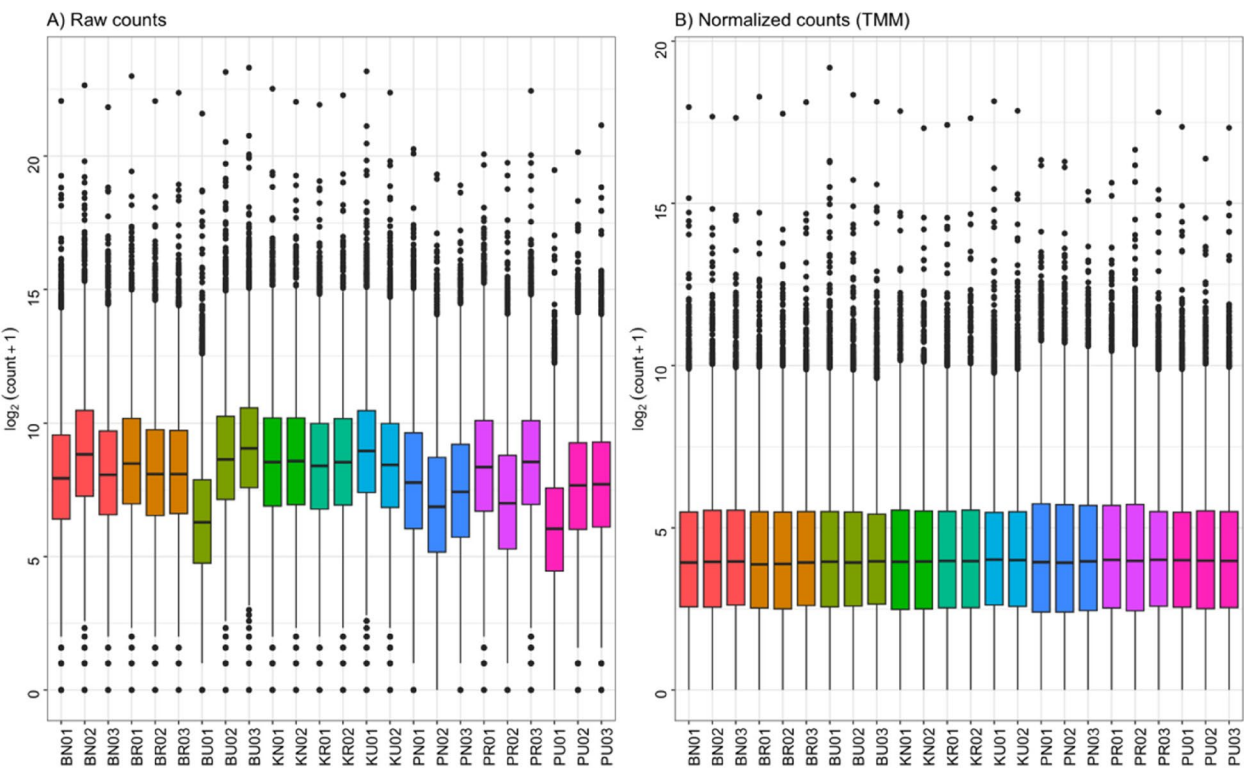 A) Raw counts
log₂ (count + 1)
20
15
10
5
0
BN01 BN02 BN03 BR01 BR02 BR03 BU01 BU02 BU03 KN01 KN02 KR01 KR02 KU01 KU02 PN01 PN02 PN03 PR01 PR02 PR03 PU01 PU02 PU03
B) Normalized counts (TMM)
log₂ (count + 1)
20
15
10
5
0
BN01 BN02 BN03 BR01 BR02 BR03 BU01 BU02 BU03 KN01 KN02 KR01 KR02 KU01 KU02 PN01 PN02 PN03 PR01 PR02 PR03 PU01 PU02 PU03